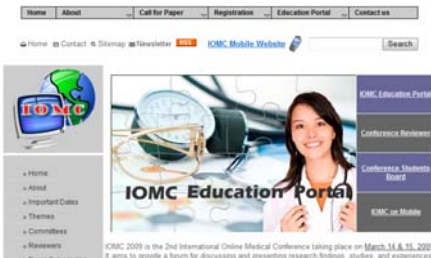 Home About Call for Paper Registration Education Portal Contact us
Home Contact Sitemap Newsletter RSS IOMC Mobile Website Search
IOMC
IOMC Education Portal
Conference Reviewer
Conference Students Board
IOMC on Mobile
IOMC Education Portal
» Home
» About
» Important Dates
» Themes
» Committees
» Reviewers
IOMC 2009 is the 2nd International Online Medical Conference taking place on March 14 & 15, 2009
It aims to provide a forum for discussing and presenting research findings, studies, and experiences